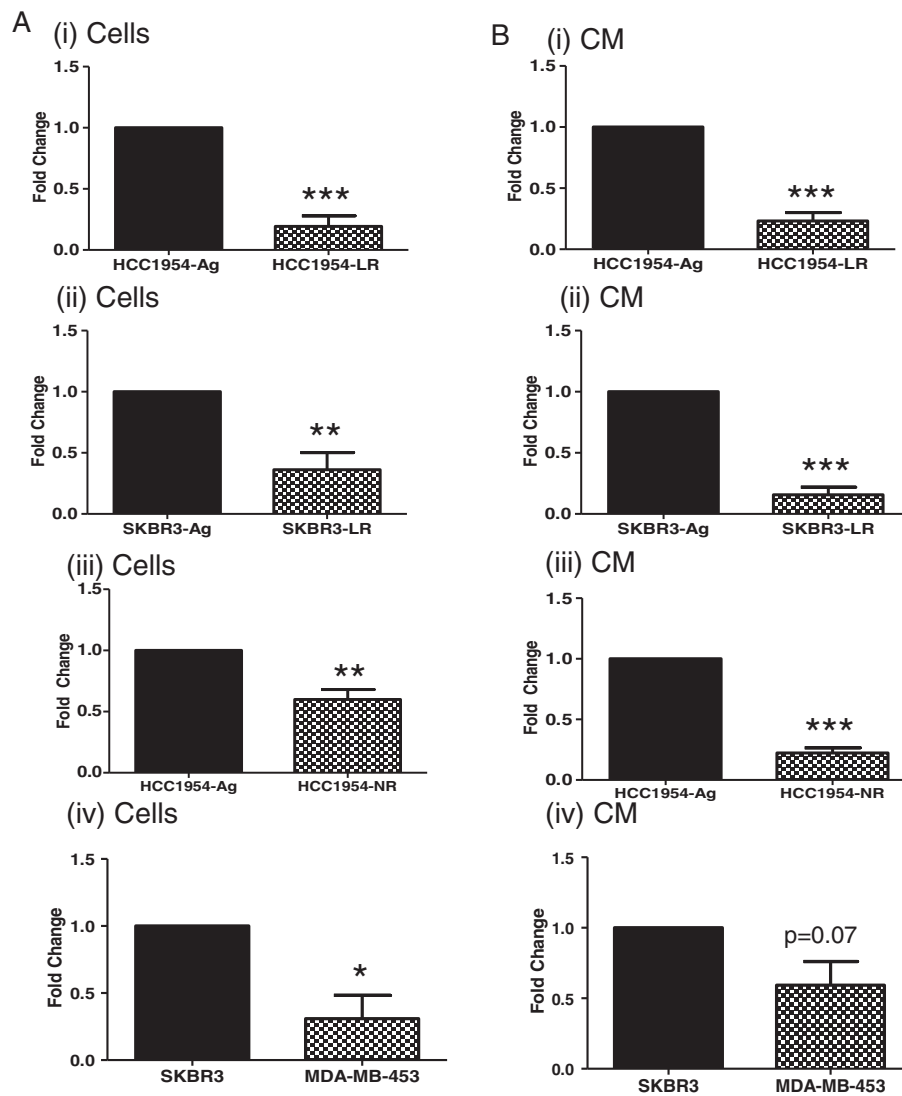 A
(i) Cells
1.5
1.0
0.5
0.0
Fold Change
***
HCC1954-Ag HCC1954-LR
(ii) Cells
1.5
1.0
0.5
0.0
Fold Change
**
SKBR3-Ag SKBR3-LR
(iii) Cells
1.5
1.0
0.5
0.0
Fold Change
**
HCC1954-Ag HCC1954-NR
(iv) Cells
1.5
1.0
0.5
0.0
Fold Change
*
SKBR3 MDA-MB-453
B
(i) CM
1.5
1.0
0.5
0.0
Fold Change
***
HCC1954-Ag HCC1954-LR
(ii) CM
1.5
1.0
0.5
0.0
Fold Change
***
SKBR3-Ag SKBR3-LR
(iii) CM
1.5
1.0
0.5
0.0
Fold Change
***
HCC1954-Ag HCC1954-NR
(iv) CM
1.5
1.0
0.5
0.0
Fold Change
p=0.07
SKBR3 MDA-MB-453